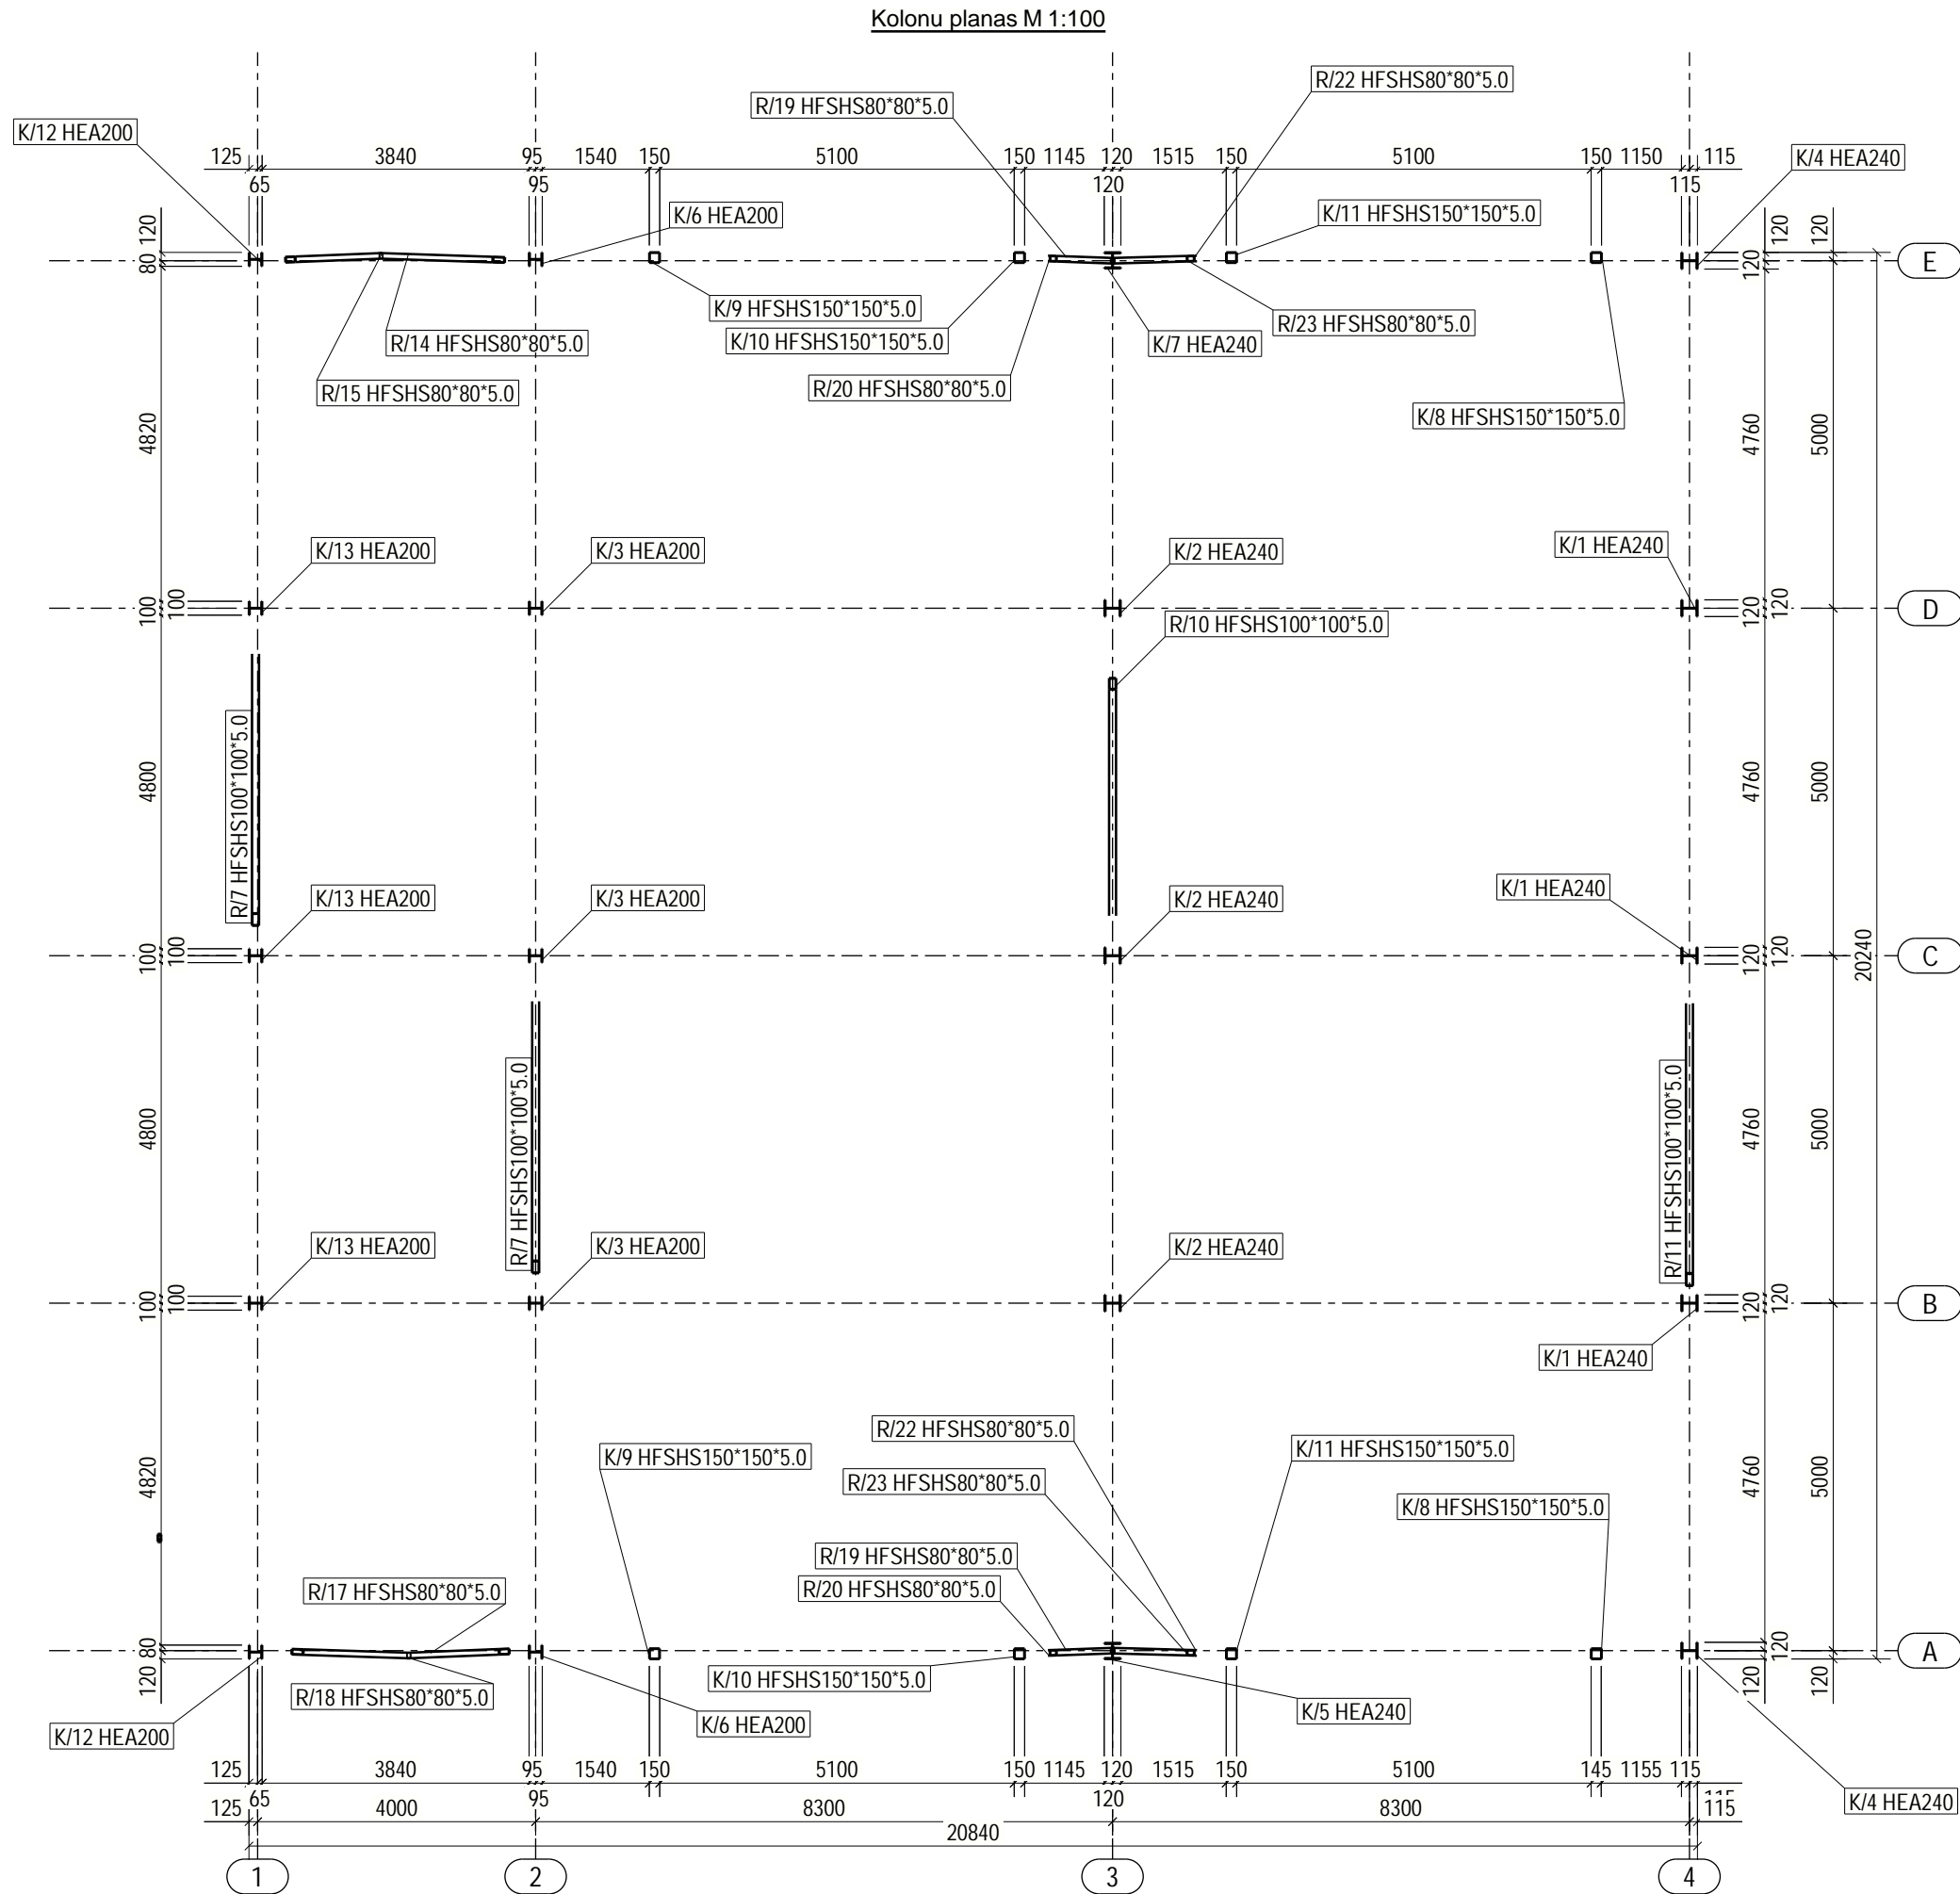 Kolonu planas M 1:100
R/22 HFSHS80*80*5.0
R/19 HFSHS80*80*5.0
K/12 HEA200
125 3840 95 1540 150 5100 150 1145 120 1515 150 5100 150 1150 115
K/4 HEA240
65 95 120 115
K/6 HEA200
K/11 HFSHS150*150*5.0
120
80
120
120
120
E
K/9 HFSHS150*150*5.0
R/23 HFSHS80*80*5.0
R/14 HFSHS80*80*5.0
K/10 HFSHS150*150*5.0
K/7 HEA240
R/15 HFSHS80*80*5.0
R/20 HFSHS80*80*5.0
K/8 HFSHS150*150*5.0
4820
4760
5000
K/13 HEA200
K/3 HEA200
K/2 HEA240
K/1 HEA240
100
100
120
120
D
R/10 HFSHS100*100*5.0
R/7 HFSHS100*100*5.0
4800
4760
5000
K/13 HEA200
K/3 HEA200
K/2 HEA240
K/1 HEA240
100
100
120
120
20240
C
4800
R/7 HFSHS100*100*5.0
R/11 HFSHS100*100*5.0
4760
5000
K/13 HEA200
K/3 HEA200
K/2 HEA240
100
100
120
120
B
K/1 HEA240
R/22 HFSHS80*80*5.0
K/9 HFSHS150*150*5.0
K/11 HFSHS150*150*5.0
R/23 HFSHS80*80*5.0
4820
4760
5000
K/8 HFSHS150*150*5.0
R/19 HFSHS80*80*5.0
R/17 HFSHS80*80*5.0
R/20 HFSHS80*80*5.0
80
120
120
120
120
A
K/10 HFSHS150*150*5.0
R/18 HFSHS80*80*5.0
K/5 HEA240
K/12 HEA200
K/6 HEA200
125 3840 95 1540 150 5100 150 1145 120 1515 150 5100 145 1155 115
65 95 120
K/4 HEA240
125 4000 8300 8300 115
20840
1 2 3 4